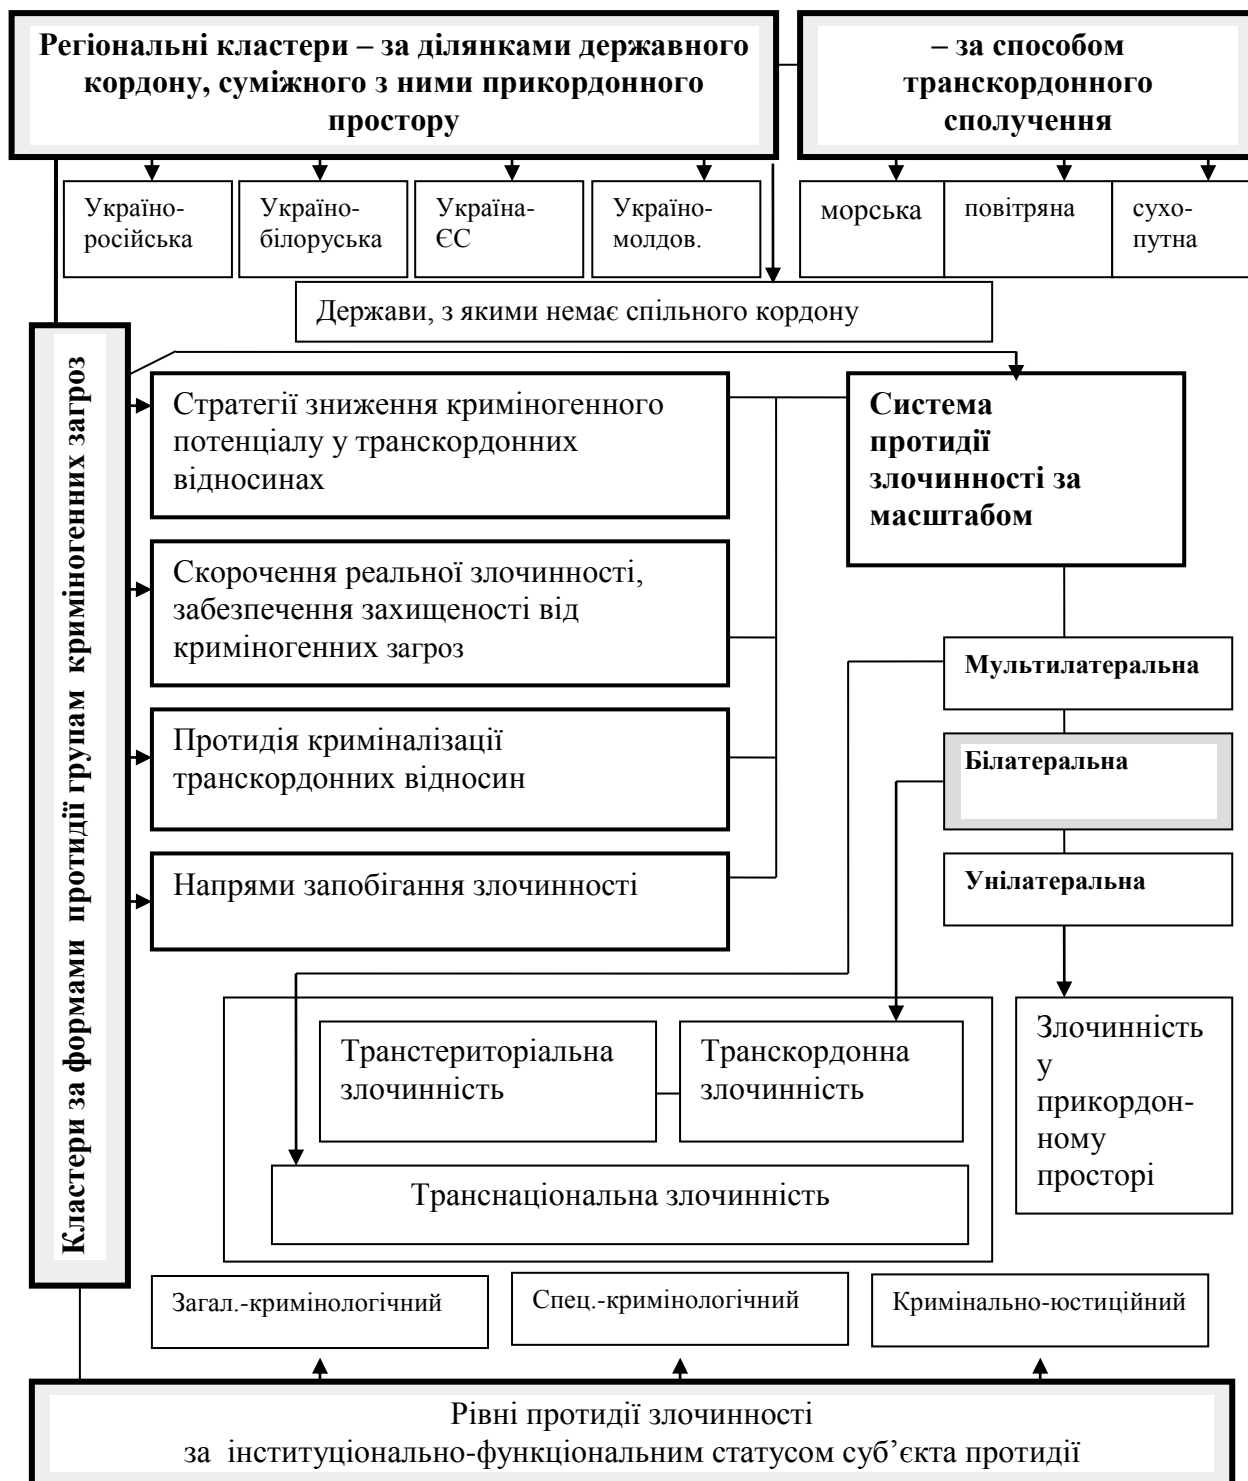 Регіональні кластери – за ділянками державного
кордону, суміжного з ними прикордонного
простору
– за способом
транскордонного
сполучення
Україно-
російська
Україно-
білоруська
Україна-
ЄС
Україно-
молдов.
морська
повітряна
сухо-
путна
Держави, з якими немає спільного кордону
Кластери за формами протидії групам криміногенних загроз
Стратегії зниження криміногенного
потенціалу у транскордонних
відносинах
Система
протидії
злочинності за
масштабом
Скорочення реальної злочинності,
забезпечення захищеності від
криміногенних загроз
Мультилатеральна
Протидія криміналізації
транскордонних відносин
Білатеральна
Напрями запобігання злочинності
Унілатеральна
Транстериторіальна
злочинність
Транскордонна
злочинність
Злочинність
у
прикордон-
ному
просторі
Транснаціональна злочинність
Загал.-кримінологічний
Спец.-кримінологічний
Кримінально-юстиційний
Рівні протидії злочинності
за інституціонально-функціональним статусом суб’єкта протидії